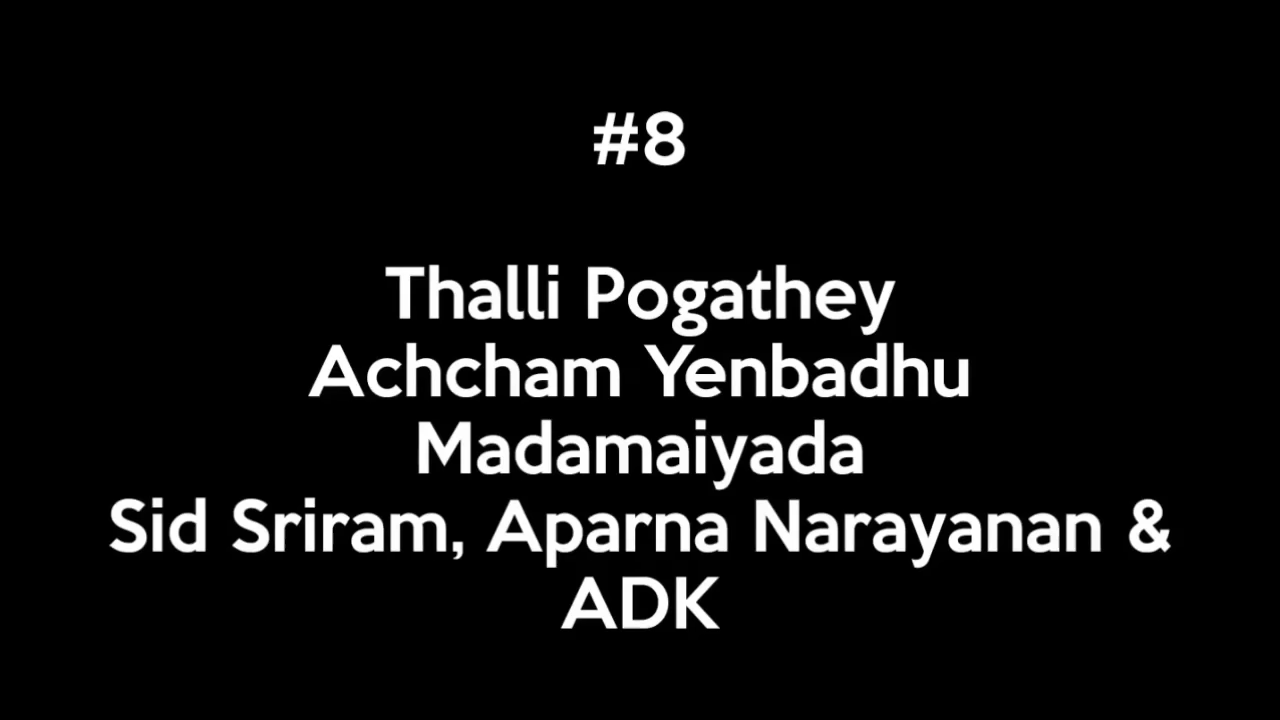 #8
Thalli Pogathey
Achcham Yenbadhu
Madamaiyada
Sid Sriram, Aparna Narayanan &
ADK